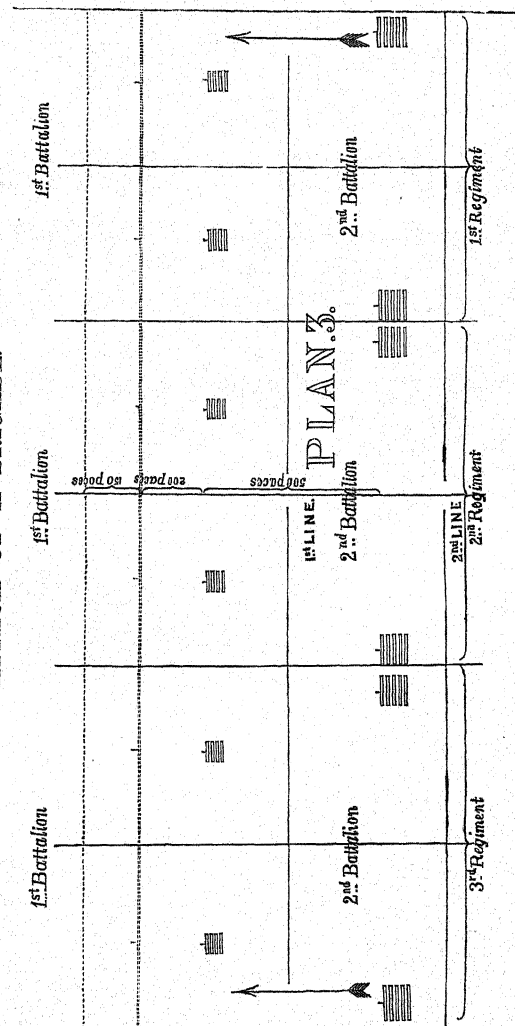 1st Battalion
1st Battalion
1st Battalion
150 paces
200 paces
500 paces
1st LINE.
PLAN.3.
2nd Battalion
2nd Battalion
2nd Battalion
2nd LINE
3rd Regiment
2nd Regiment
1st Regiment